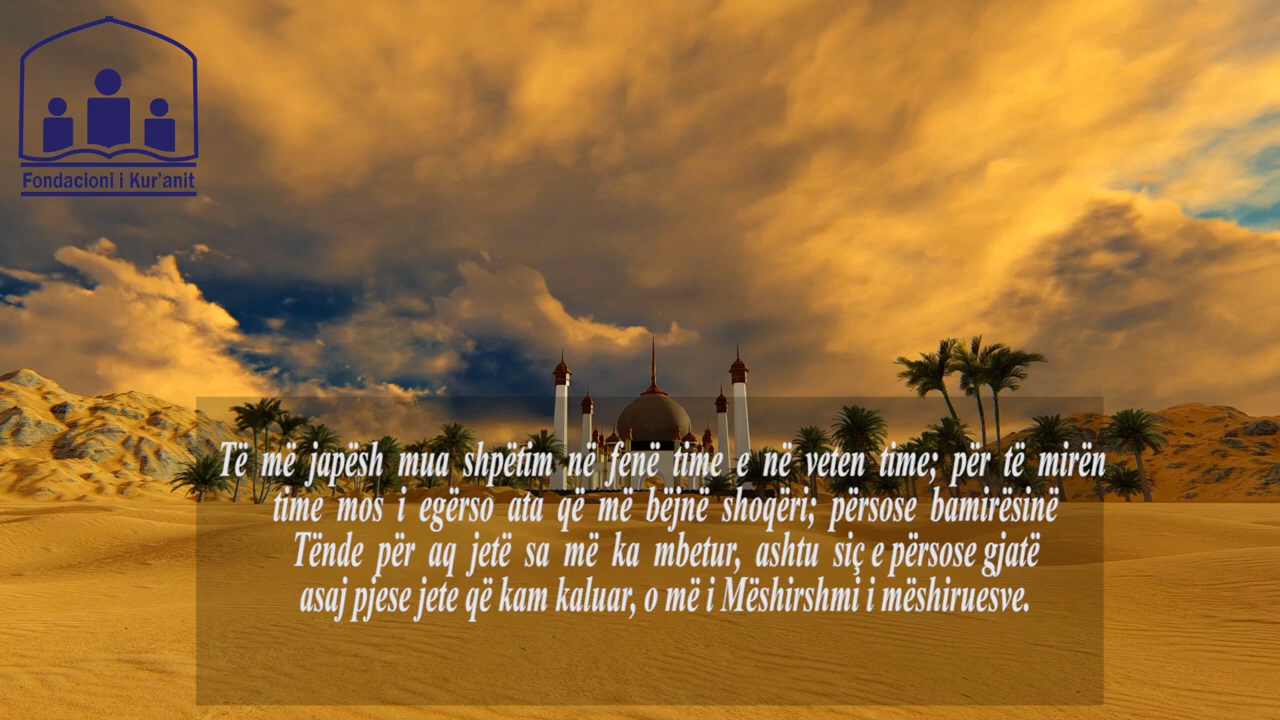 Fondacioni i Kur'anit
Të më japësh mua shpëtim në fenë time e në veten time; për të mirën
time mos i egërso ata që më bëjnë shoqëri; përsose bamirësinë
Tënde për aq jetë sa më ka mbetur, ashtu siç e përsose gjatë
asaj pjese jete që kam kaluar, o më i Mëshirshmi i mëshiruesve.